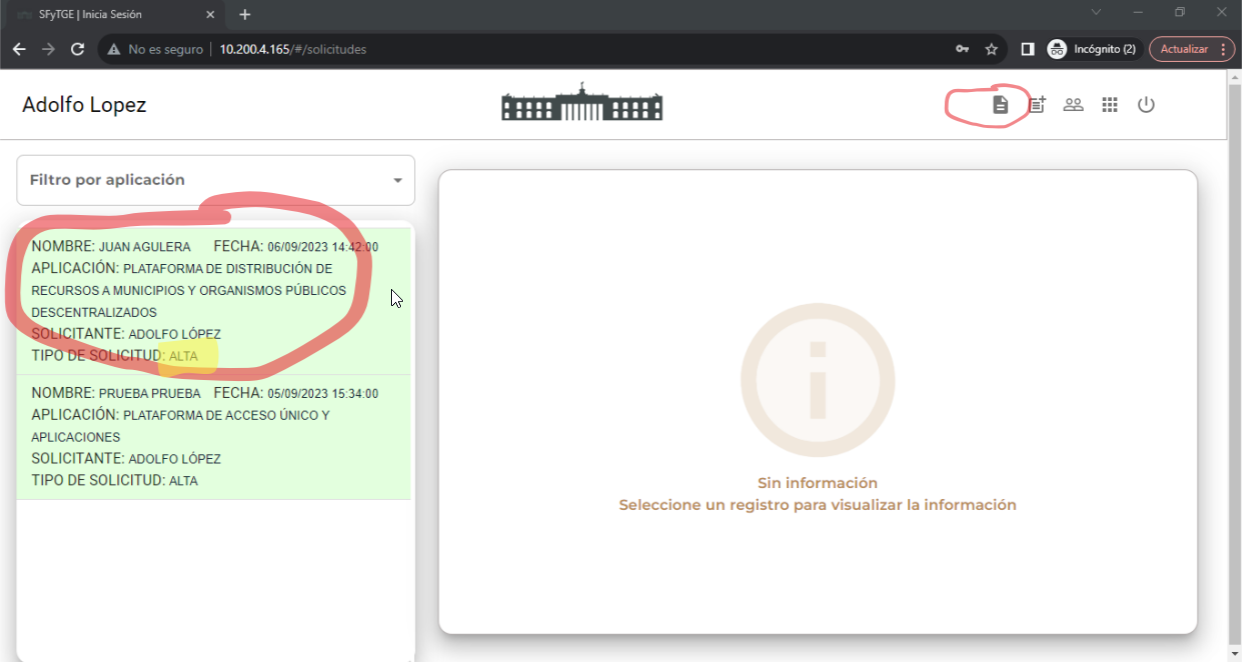 SFyTGE | Inicia Sesión
No es seguro | 10.200.4.165/#/solicitudes
Incógnito (2)
Actualizar
Adolfo Lopez
Filtro por aplicación
NOMBRE: JUAN AGULERA FECHA: 06/09/2023 14:42:00
APLICACIÓN: PLATAFORMA DE DISTRIBUCIÓN DE
RECURSOS A MUNICIPIOS Y ORGANISMOS PÚBLICOS
DESCENTRALIZADOS
SOLICITANTE: ADOLFO LÓPEZ
TIPO DE SOLICITUD: ALTA
NOMBRE: PRUEBA PRUEBA FECHA: 05/09/2023 15:34:00
APLICACIÓN: PLATAFORMA DE ACCESO ÚNICO Y
APLICACIONES
SOLICITANTE: ADOLFO LÓPEZ
TIPO DE SOLICITUD: ALTA
Sin información
Seleccione un registro para visualizar la información